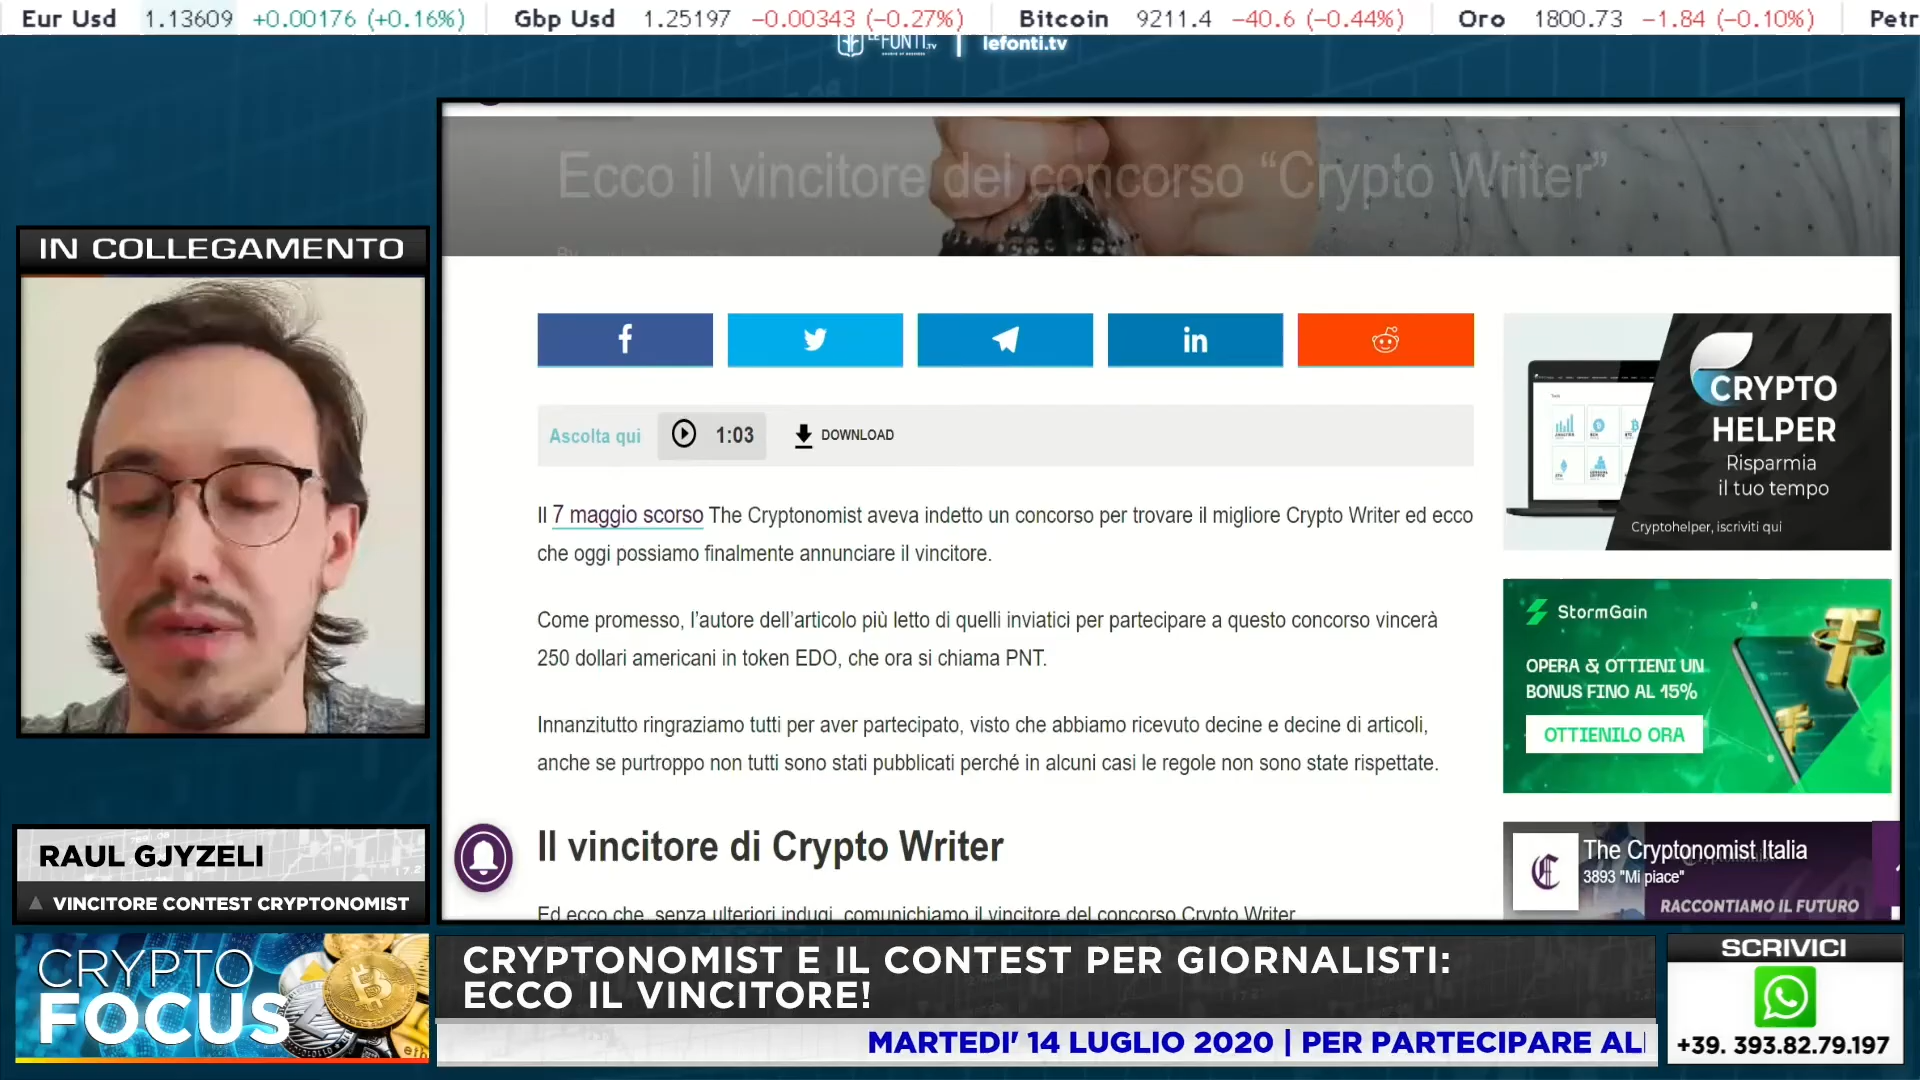 Eur Usd 1.13609 +0.00176 (+0.16%) Gbp Usd 1.25197 −0.00343 (−0.27%) Bitcoin 9211.4 −40.6 (−0.44%) Oro 1800.73 −1.84 (−0.10%) Petr
LE FONTI.TV | lefonti.tv
IN COLLEGAMENTO
Ecco il vincitore del concorso “Crypto Writer”
By
Ascolta qui 1:03 DOWNLOAD
Il 7 maggio scorso The Cryptonomist aveva indetto un concorso per trovare il migliore Crypto Writer ed ecco
che oggi possiamo finalmente annunciare il vincitore.
Come promesso, l’autore dell’articolo più letto di quelli inviatici per partecipare a questo concorso vincerà
250 dollari americani in token EDO, che ora si chiama PNT.
Innanzitutto ringraziamo tutti per aver partecipato, visto che abbiamo ricevuto decine e decine di articoli,
anche se purtroppo non tutti sono stati pubblicati perché in alcuni casi le regole non sono state rispettate.
Il vincitore di Crypto Writer
Ed ecco che, senza ulteriori indugi, comunichiamo il vincitore del concorso Crypto Writer
CRYPTO
HELPER
Risparmia
il tuo tempo
Cryptohelper, iscriviti qui
StormGain
OPERA & OTTIENI UN
BONUS FINO AL 15%
OTTIENILO ORA
The Cryptonomist Italia
3893 "Mi piace"
RACCONTIAMO IL FUTURO
RAUL GJYZELI
VINCITORE CONTEST CRYPTONOMIST
CRYPTO
FOCUS
CRYPTONOMIST E IL CONTEST PER GIORNALISTI:
ECCO IL VINCITORE!
MARTEDI' 14 LUGLIO 2020 | PER PARTECIPARE AL
SCRIVICI
+39. 393.82.79.197